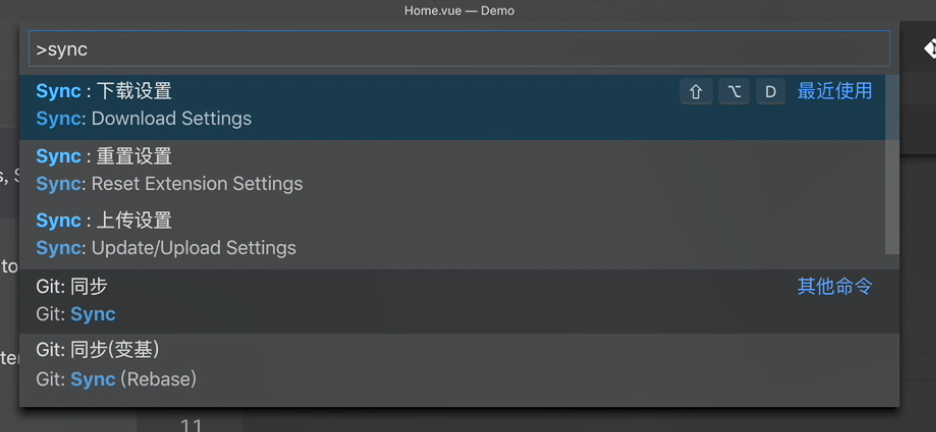 Home.vue — Demo
>sync
Sync : 下载设置 ⇧ ⌥ D 最近使用
Sync: Download Settings
Sync : 重置设置
Sync: Reset Extension Settings
Sync : 上传设置
Sync: Update/Upload Settings
Git: 同步 其他命令
Git: Sync
Git: 同步(变基)
Git: Sync (Rebase)
11